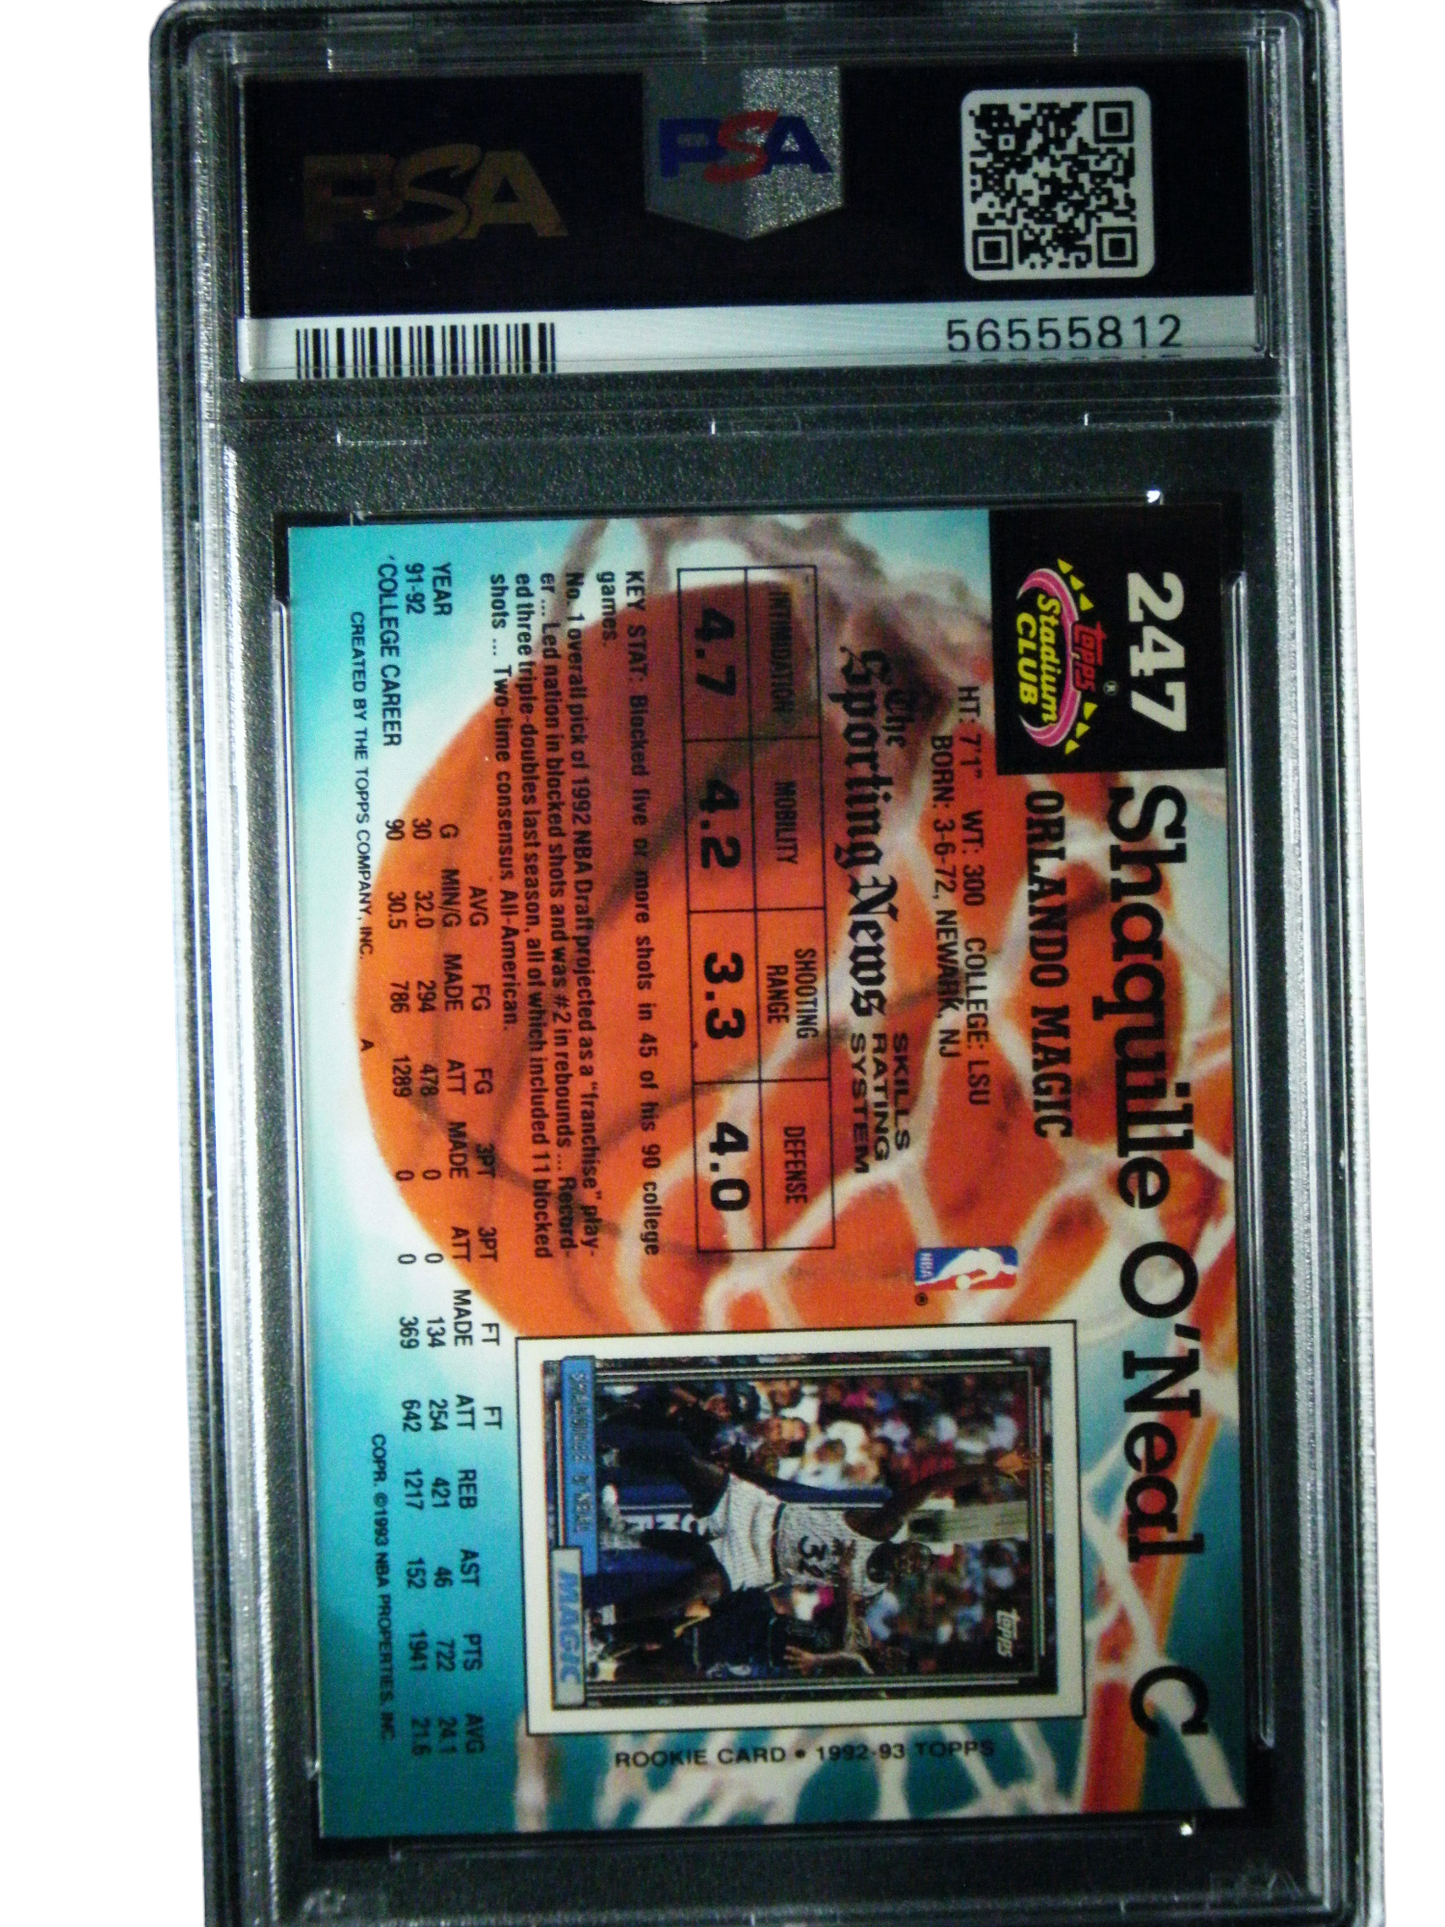 PSA
PSA
56555812
247 Shaquille O'Neal C
Topps®
Stadium
CLUB
ORLANDO MAGIC
HT: 7'1" WT: 300 COLLEGE: LSU
BORN: 3-6-72, NEWARK, NJ
NBA
®
The
Sporting News
SKILLS
RATING
SYSTEM
INTIMIDATION MOBILITY SHOOTING RANGE DEFENSE
4.7 4.2 3.3 4.0
KEY STAT: Blocked five or more shots in 45 of his 90 college
games.
No. 1 overall pick of 1992 NBA Draft projected as a "franchise" play-
er ... Led nation in blocked shots and was #2 in rebounds ... Record-
ed three triple-doubles last season, all of which included 11 blocked
shots ... Two-time consensus All-American.
AVG FG FG 3PT 3PT FT FT
YEAR G MIN/G MADE ATT MADE ATT MADE ATT REB AST PTS AVG
91-92 30 32.0 294 478 0 0 134 254 421 46 722 24.1
'COLLEGE CAREER 90 30.5 786 1289 0 0 369 642 1217 152 1941 21.6
CREATED BY THE TOPPS COMPANY, INC. A COPR. ©1993 NBA PROPERTIES, INC.
Topps
32
SHAQUILLE O'NEAL
MAGIC
ROOKIE CARD • 1992-93 TOPPS